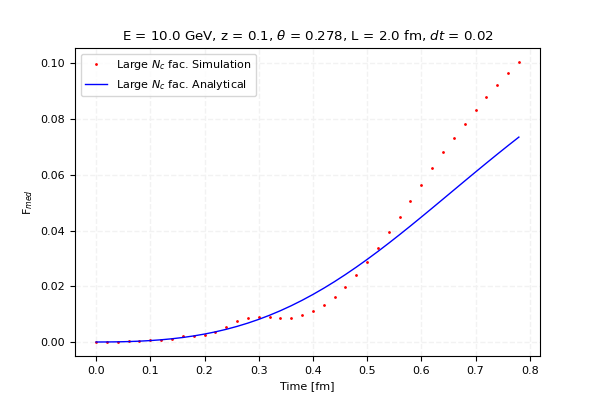 E = 10.0 GeV, z = 0.1, θ = 0.278, L = 2.0 fm, dt = 0.02
Large N_c fac. Simulation
Large N_c fac. Analytical
F_med
0.10
0.08
0.06
0.04
0.02
0.00
0.0 0.1 0.2 0.3 0.4 0.5 0.6 0.7 0.8
Time [fm]